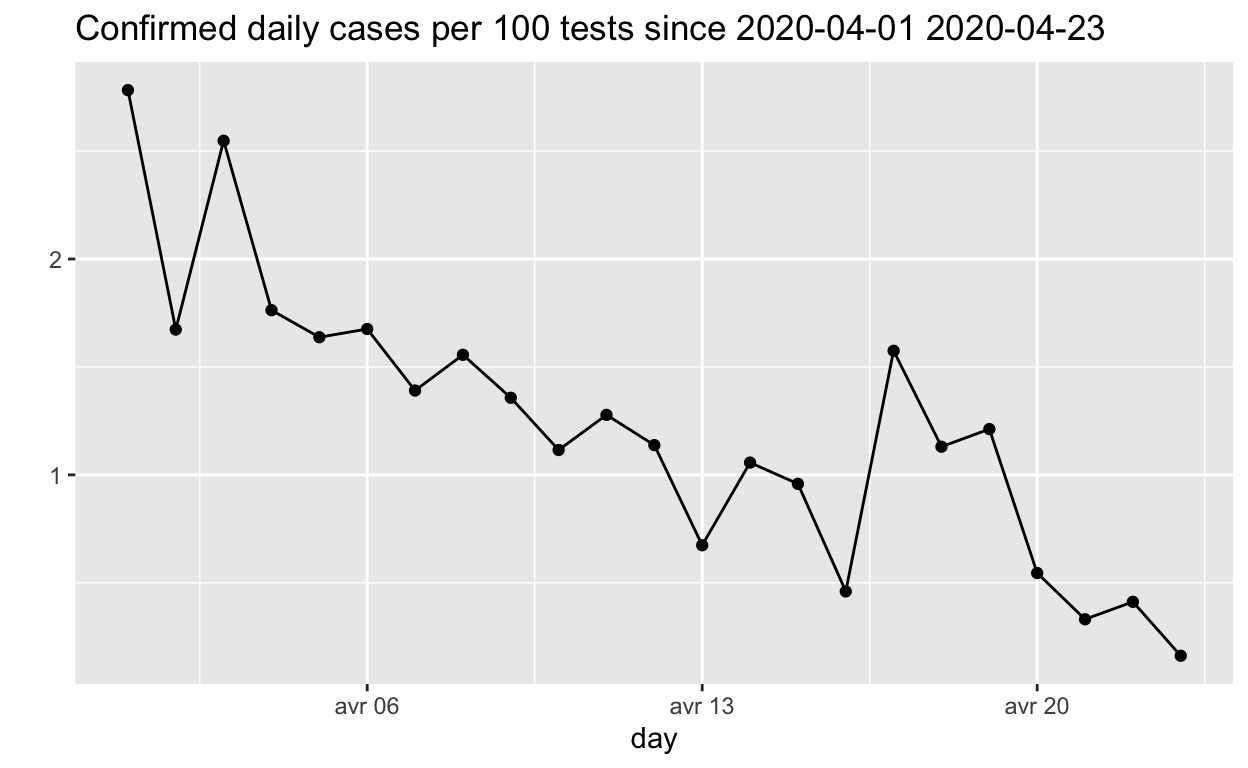 Confirmed daily cases per 100 tests since 2020-04-01 2020-04-23
2
1
avr 06 avr 13 avr 20
day